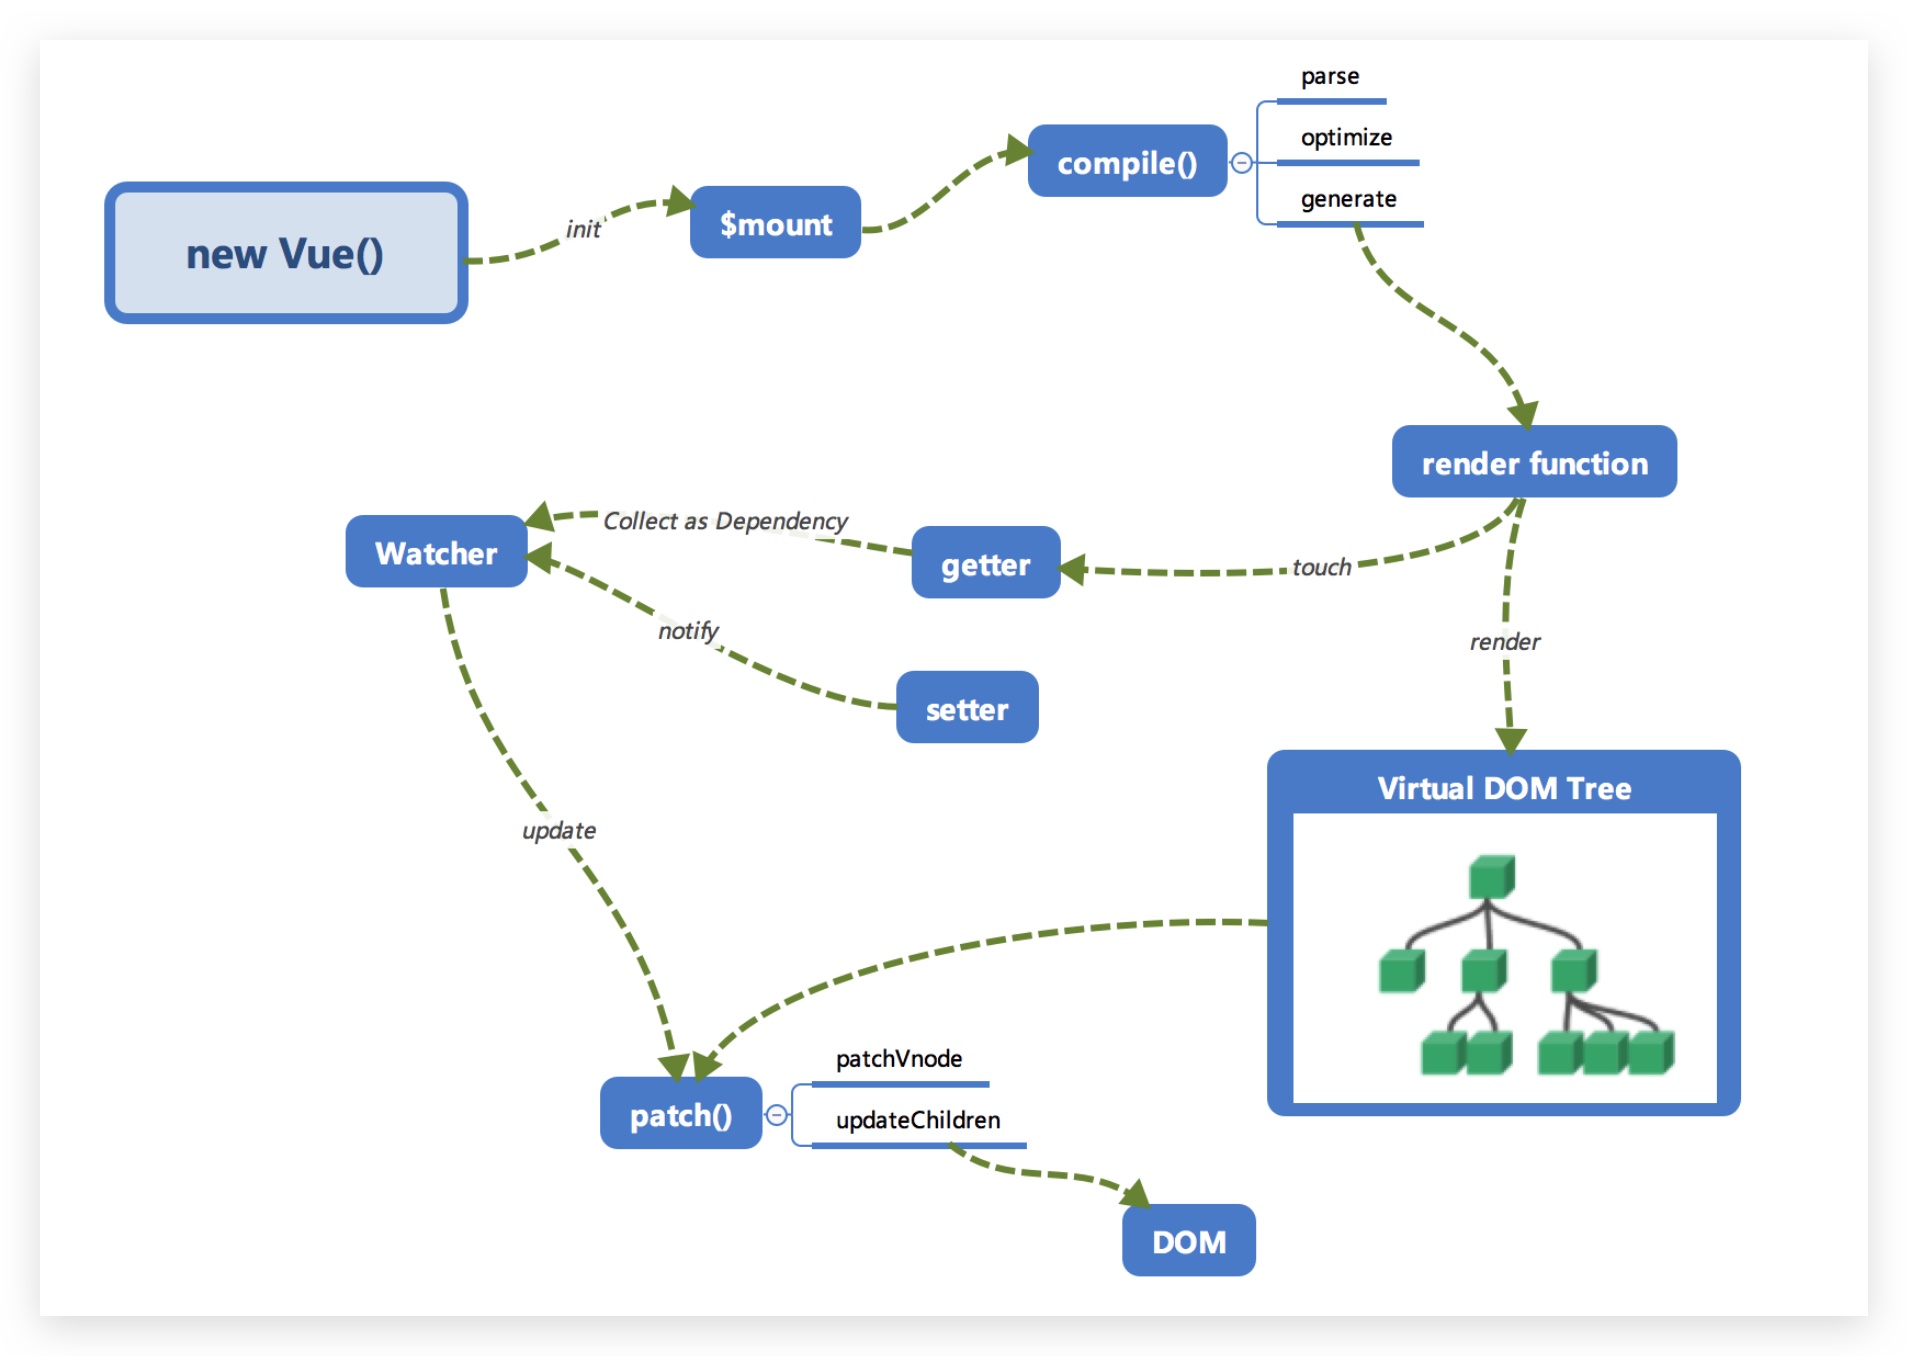 parse
optimize
compile()
generate
$mount
init
new Vue()
render function
Collect as Dependency
Watcher
getter
touch
notify
render
setter
Virtual DOM Tree
update
patchVnode
patch()
updateChildren
DOM